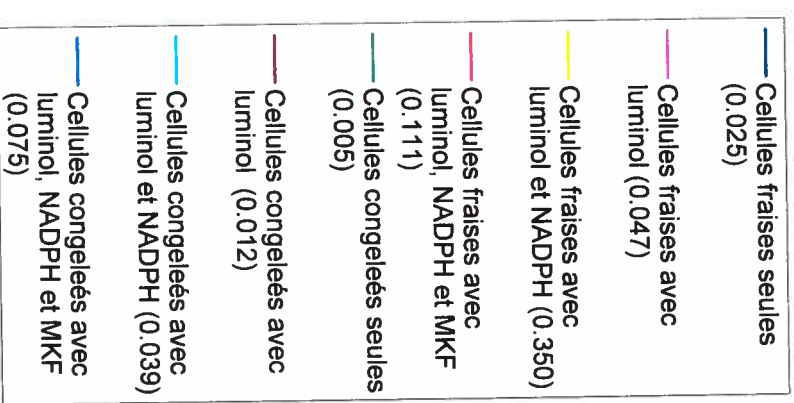 Cellules fraises seules
(0.025)
Cellules fraises avec
luminol (0.047)
Cellules fraises avec
luminol et NADPH (0.350)
Cellules fraises avec
luminol, NADPH et MKF
(0.111)
Cellules congeleés seules
(0.005)
Cellules congeleés avec
luminol (0.012)
Cellules congeleés avec
luminol et NADPH (0.039)
Cellules congeleés avec
luminol, NADPH et MKF
(0.075)